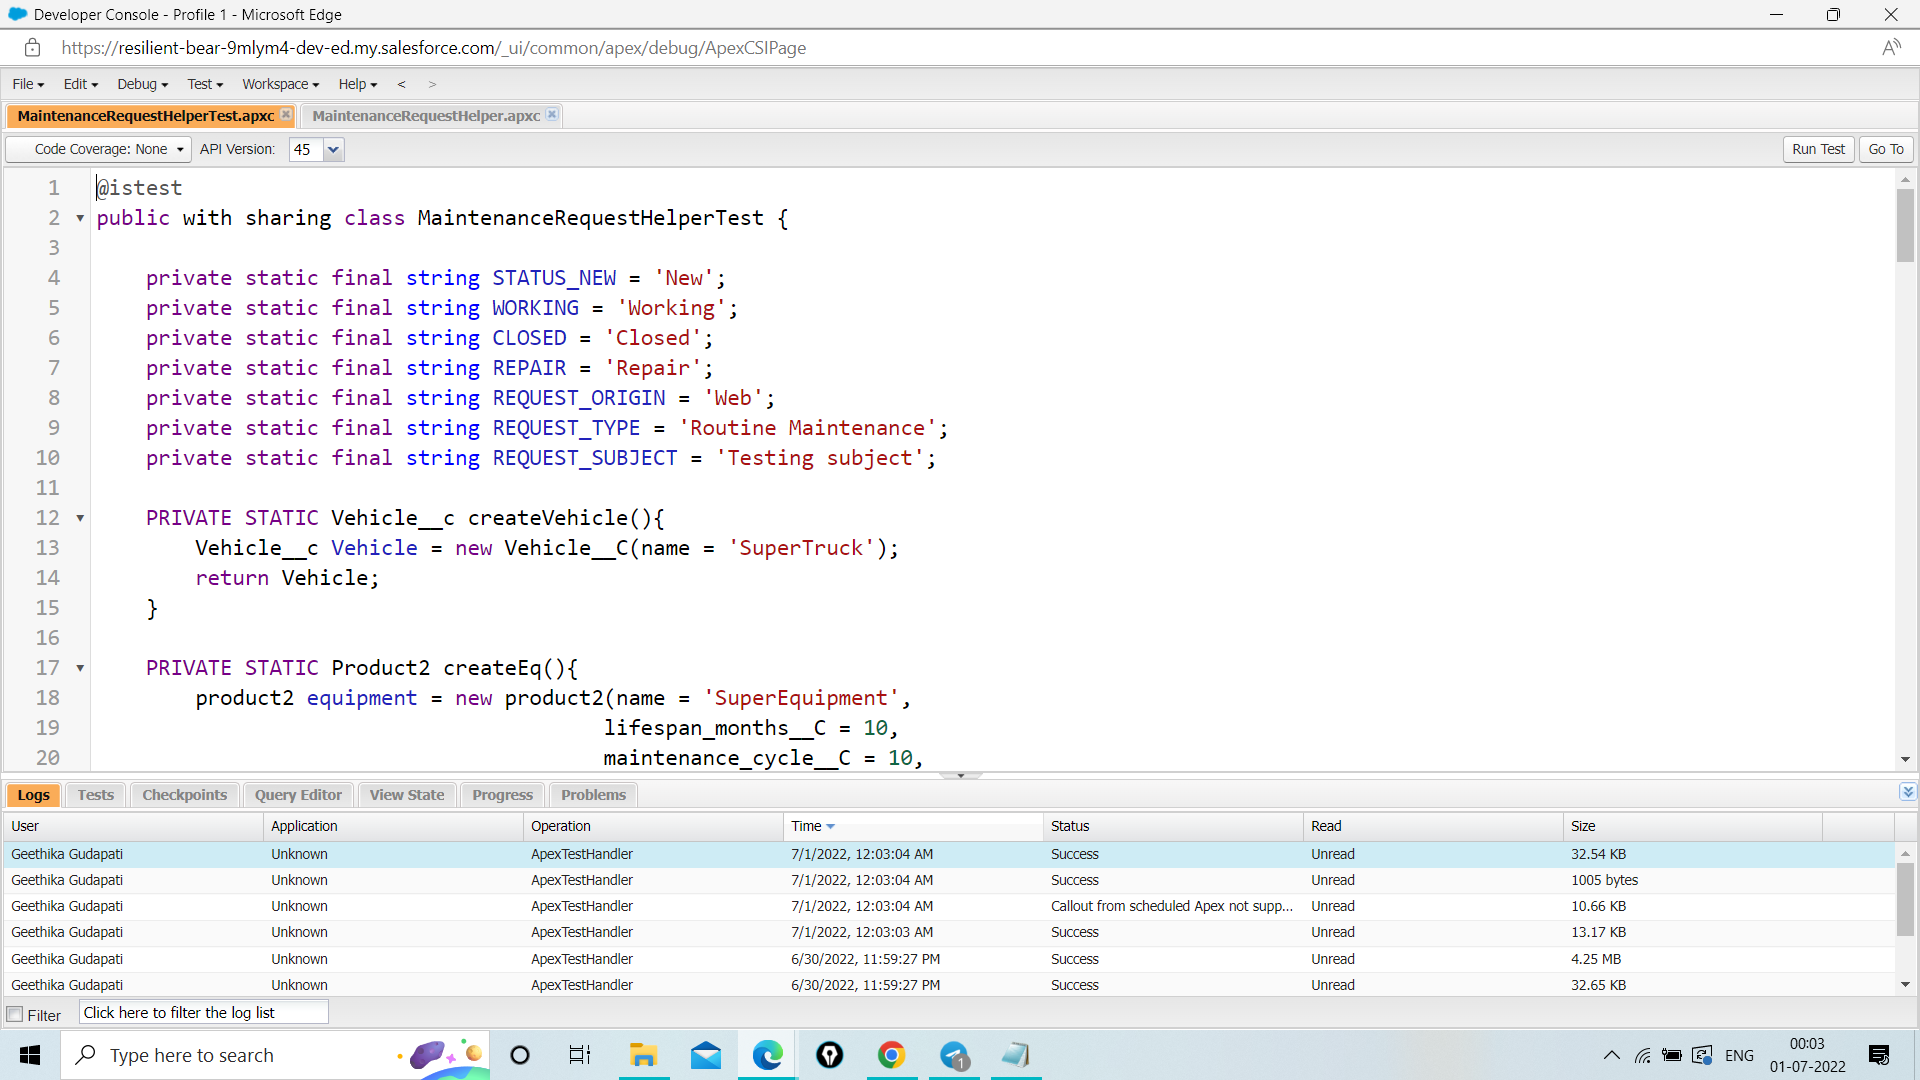 Developer Console - Profile 1 - Microsoft Edge
https://resilient-bear-9mlym4-dev-ed.my.salesforce.com/_ui/common/apex/debug/ApexCSIPage
File Edit Debug Test Workspace Help < >
MaintenanceRequestHelperTest.apxc MaintenanceRequestHelper.apxc
Code Coverage: None API Version: 45 Run Test Go To
1 @istest
2 public with sharing class MaintenanceRequestHelperTest {
3
4 private static final string STATUS_NEW = 'New';
5 private static final string WORKING = 'Working';
6 private static final string CLOSED = 'Closed';
7 private static final string REPAIR = 'Repair';
8 private static final string REQUEST_ORIGIN = 'Web';
9 private static final string REQUEST_TYPE = 'Routine Maintenance';
10 private static final string REQUEST_SUBJECT = 'Testing subject';
11
12 PRIVATE STATIC Vehicle__c createVehicle(){
13 Vehicle__c Vehicle = new Vehicle__C(name = 'SuperTruck');
14 return Vehicle;
15 }
16
17 PRIVATE STATIC Product2 createEq(){
18 product2 equipment = new product2(name = 'SuperEquipment',
19 lifespan_months__C = 10,
20 maintenance_cycle__C = 10,
Logs Tests Checkpoints Query Editor View State Progress Problems
User Application Operation Time Status Read Size
Geethika Gudapati Unknown ApexTestHandler 7/1/2022, 12:03:04 AM Success Unread 32.54 KB
Geethika Gudapati Unknown ApexTestHandler 7/1/2022, 12:03:04 AM Success Unread 1005 bytes
Geethika Gudapati Unknown ApexTestHandler 7/1/2022, 12:03:04 AM Callout from scheduled Apex not supp... Unread 10.66 KB
Geethika Gudapati Unknown ApexTestHandler 7/1/2022, 12:03:03 AM Success Unread 13.17 KB
Geethika Gudapati Unknown ApexTestHandler 6/30/2022, 11:59:27 PM Success Unread 4.25 MB
Geethika Gudapati Unknown ApexTestHandler 6/30/2022, 11:59:27 PM Success Unread 32.65 KB
Filter Click here to filter the log list
Type here to search 1 ENG 00:03
01-07-2022